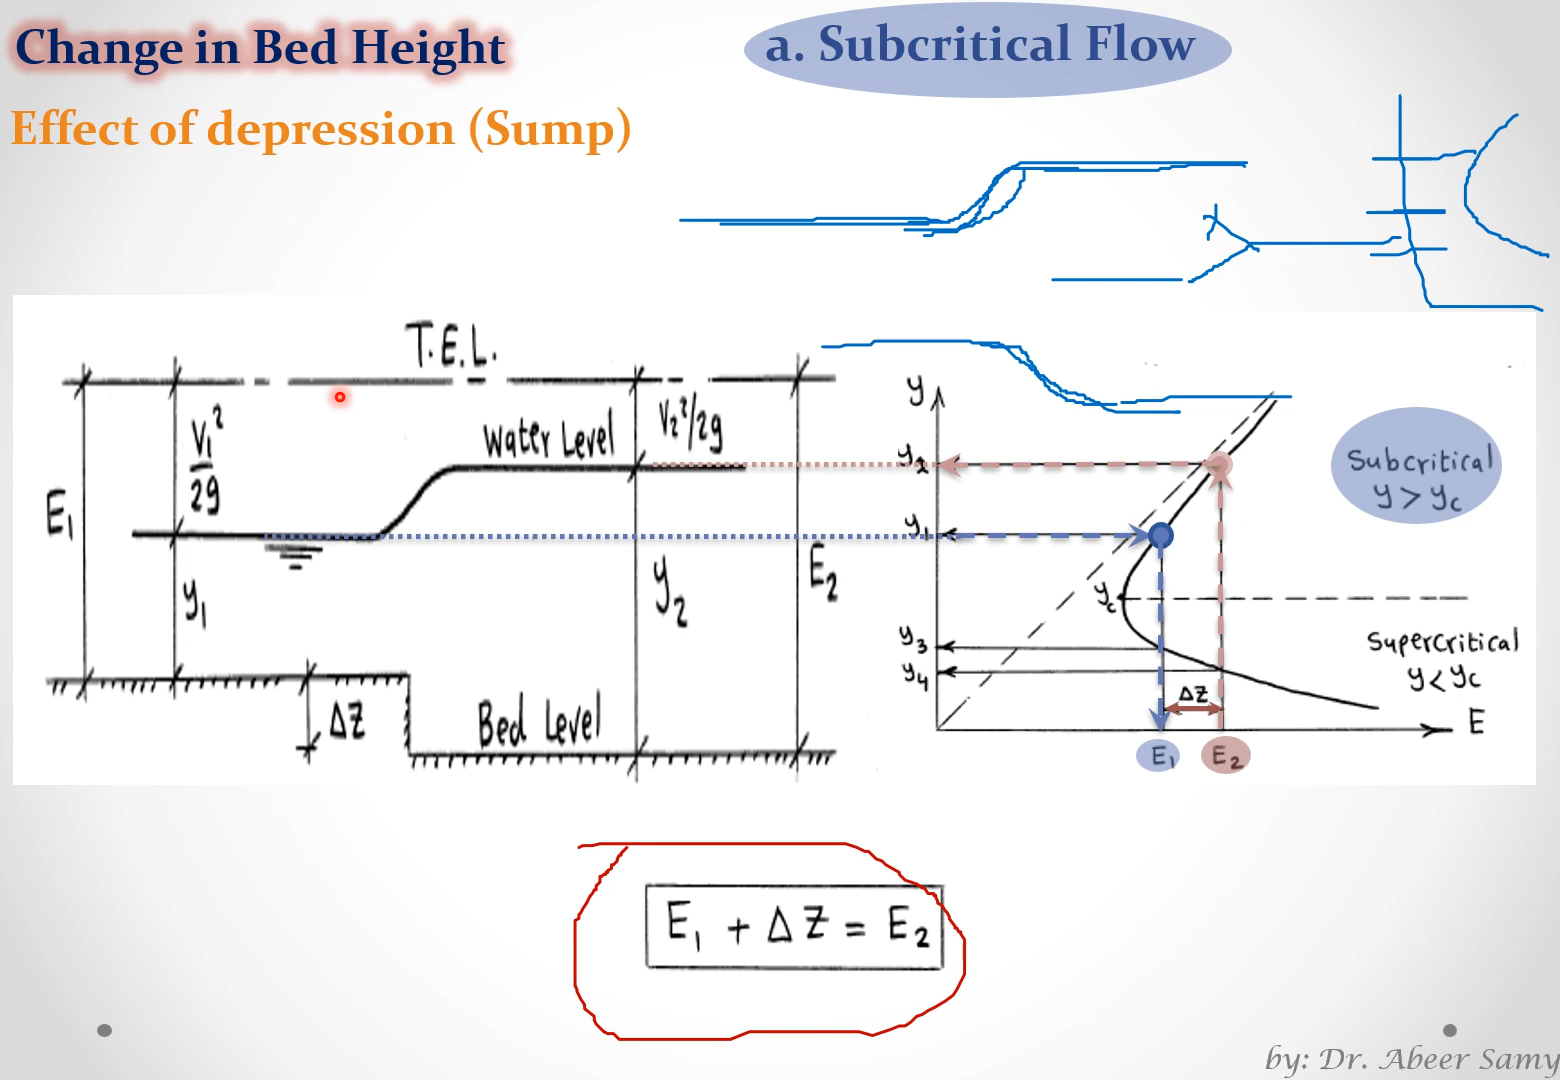 Change in Bed Height
a. Subcritical Flow
Effect of depression (Sump)
T.E.L.
V₁²/2g
Water Level
V₂²/2g
E₁
y₁
y₂
E₂
ΔZ
Bed Level
y
y₂
y₁
yc
y₃
y₄
Subcritical
y > yc
Supercritical
y < yc
ΔZ
E
E₁
E₂
E₁ + ΔZ = E₂
by: Dr. Abeer Samy